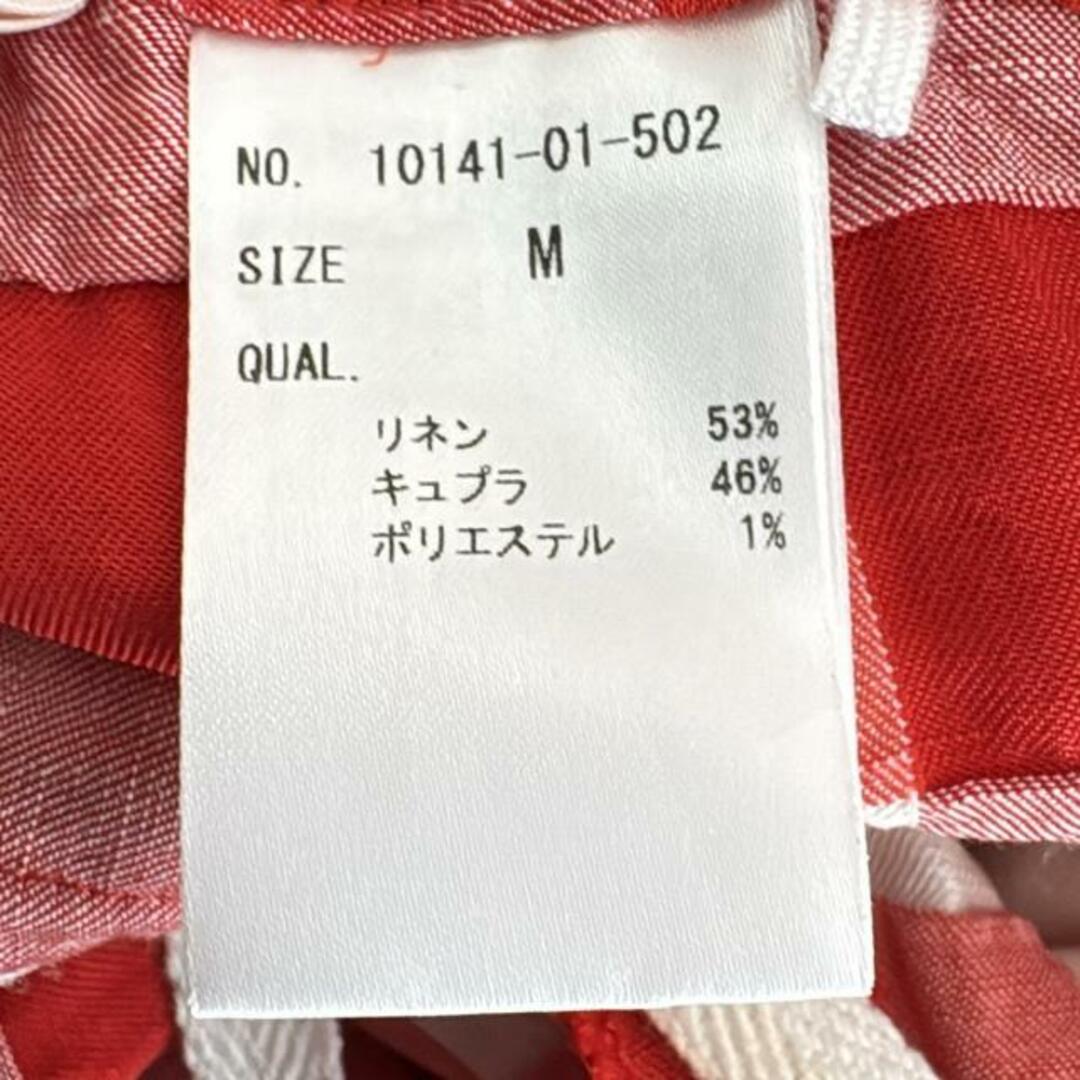 NO. 10141-01-502
SIZE M
QUAL.
リネン 53%
キュプラ 46%
ポリエステル 1%